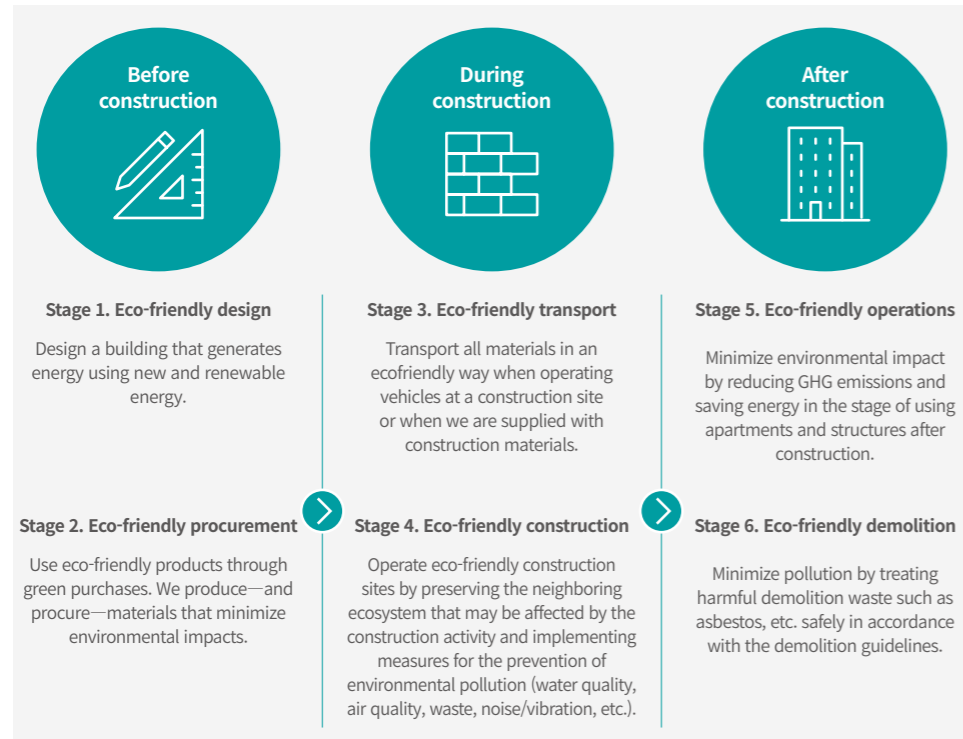 Before
construction
Stage 1. Eco-friendly design
Design a building that generates
energy using new and renewable
energy.
Stage 2. Eco-friendly procurement
Use eco-friendly products through
green purchases. We produce—and
procure—materials that minimize
environmental impacts.
During
construction
Stage 3. Eco-friendly transport
Transport all materials in an
ecofriendly way when operating
vehicles at a construction site
or when we are supplied with
construction materials.
Stage 4. Eco-friendly construction
Operate eco-friendly construction
sites by preserving the neighboring
ecosystem that may be affected by the
construction activity and implementing
measures for the prevention of
environmental pollution (water quality,
air quality, waste, noise/vibration, etc.).
After
construction
Stage 5. Eco-friendly operations
Minimize environmental impact
by reducing GHG emissions and
saving energy in the stage of using
apartments and structures after
construction.
Stage 6. Eco-friendly demolition
Minimize pollution by treating
harmful demolition waste such as
asbestos, etc. safely in accordance
with the demolition guidelines.